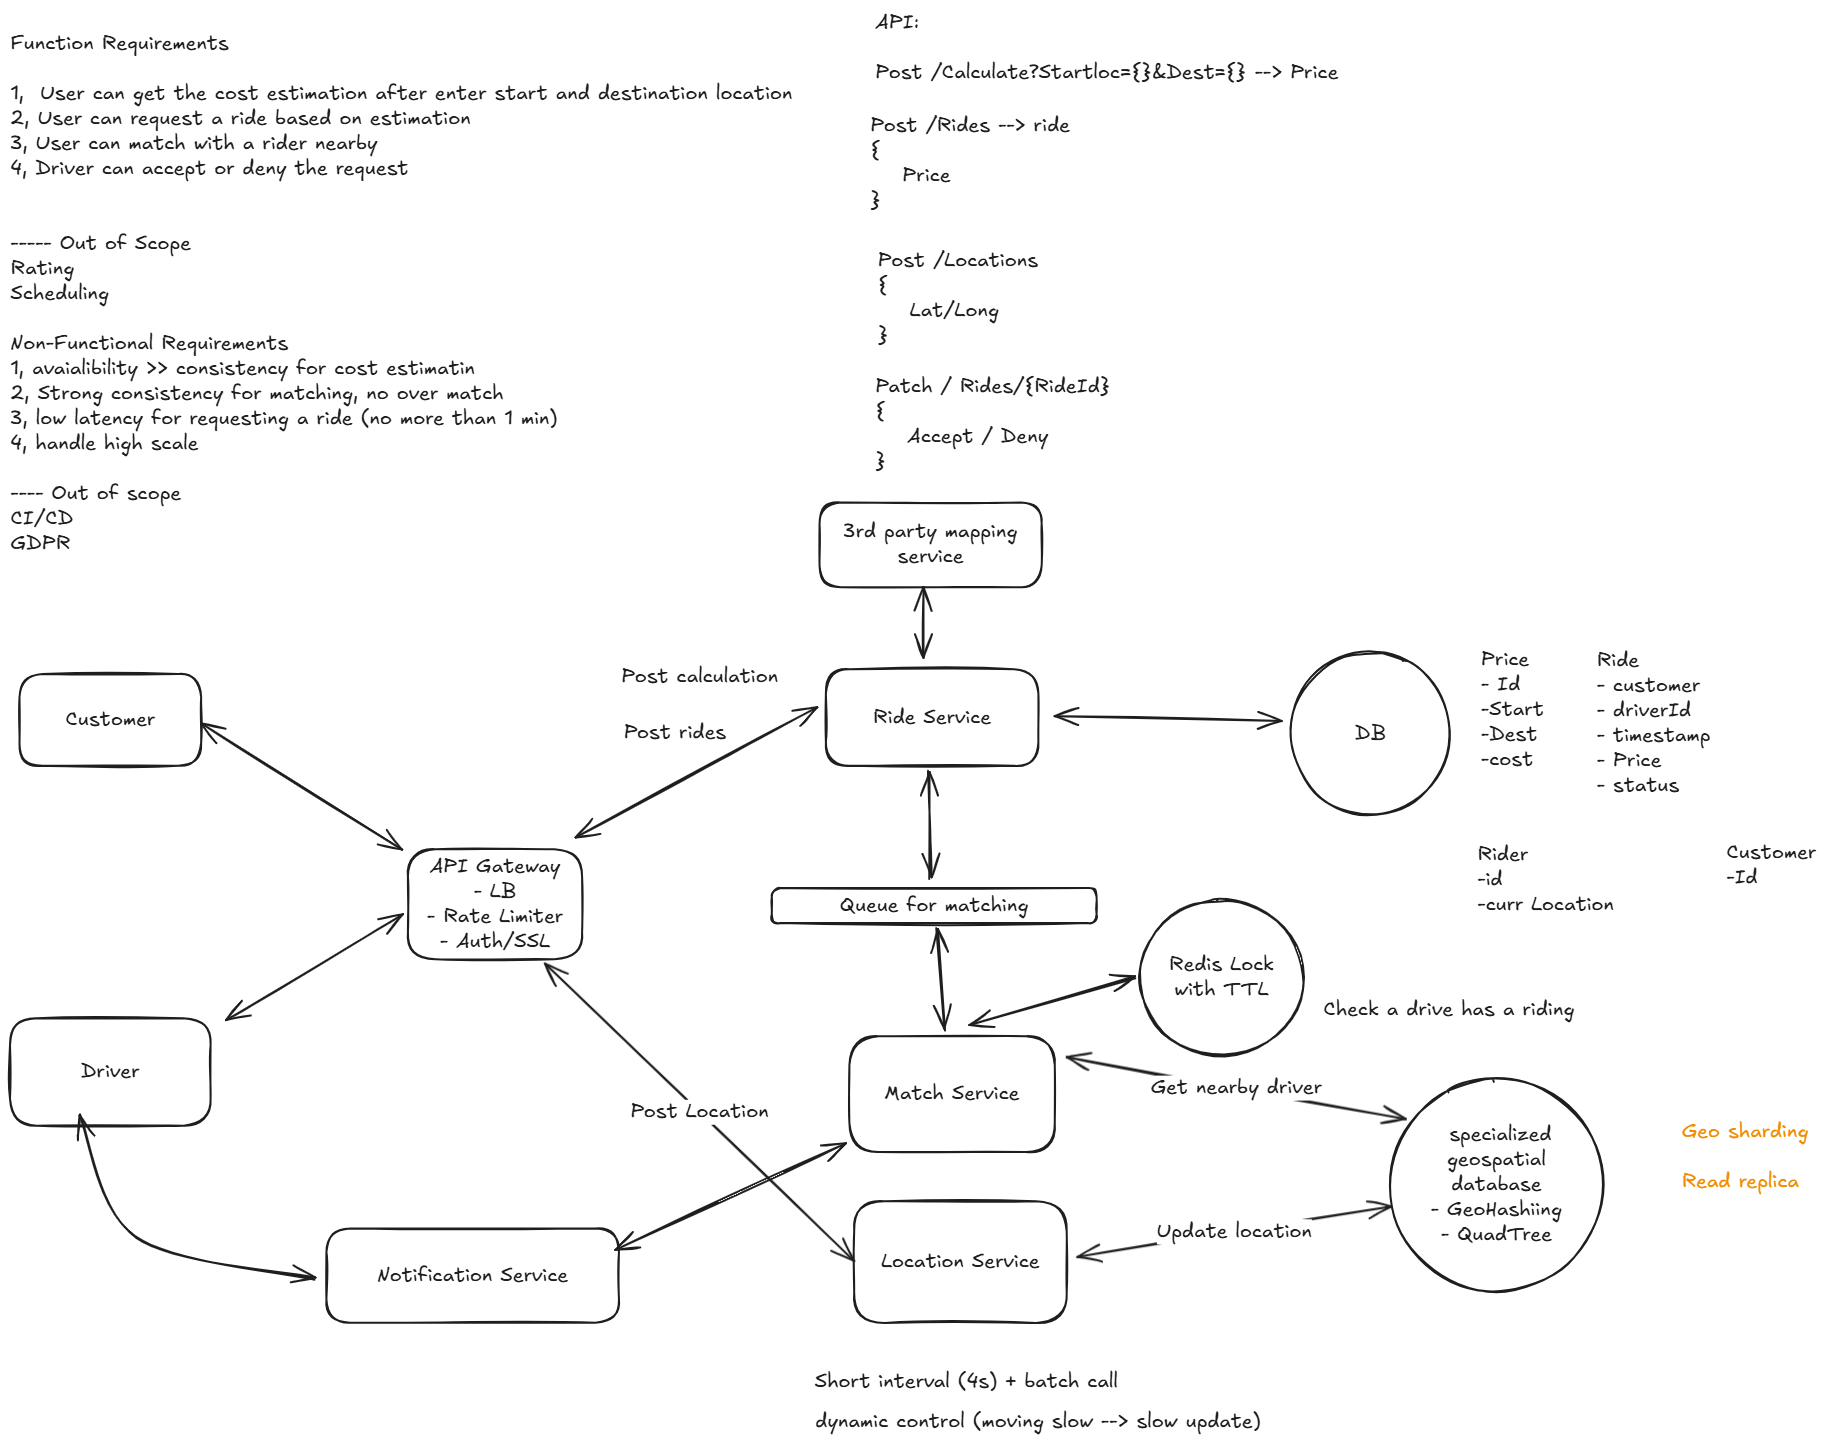 Function Requirements
1, User can get the cost estimation after enter start and destination location
2, User can request a ride based on estimation
3, User can match with a rider nearby
4, Driver can accept or deny the request
----- Out of Scope
Rating
Scheduling
Non-Functional Requirements
1, avaialibility >> consistency for cost estimatin
2, Strong consistency for matching, no over match
3, low latency for requesting a ride (no more than 1 min)
4, handle high scale
---- Out of scope
CI/CD
GDPR
API:
Post /Calculate?Startloc={}&Dest={} --> Price
Post /Rides --> ride
{
Price
}
Post /Locations
{
Lat/Long
}
Patch / Rides/{RideId}
{
Accept / Deny
}
3rd party mapping
service
Customer
Post calculation
Post rides
Ride Service
DB
Price
- Id
-Start
-Dest
-cost
Ride
- customer
- driverId
- timestamp
- Price
- status
Rider
-id
-curr Location
Customer
-Id
API Gateway
- LB
- Rate Limiter
- Auth/SSL
Queue for matching
Redis Lock
with TTL
Check a drive has a riding
Driver
Match Service
Get nearby driver
Post Location
specialized
geospatial
database
- GeoHashiing
- QuadTree
Geo sharding
Read replica
Notification Service
Location Service
Update location
Short interval (4s) + batch call
dynamic control (moving slow --> slow update)